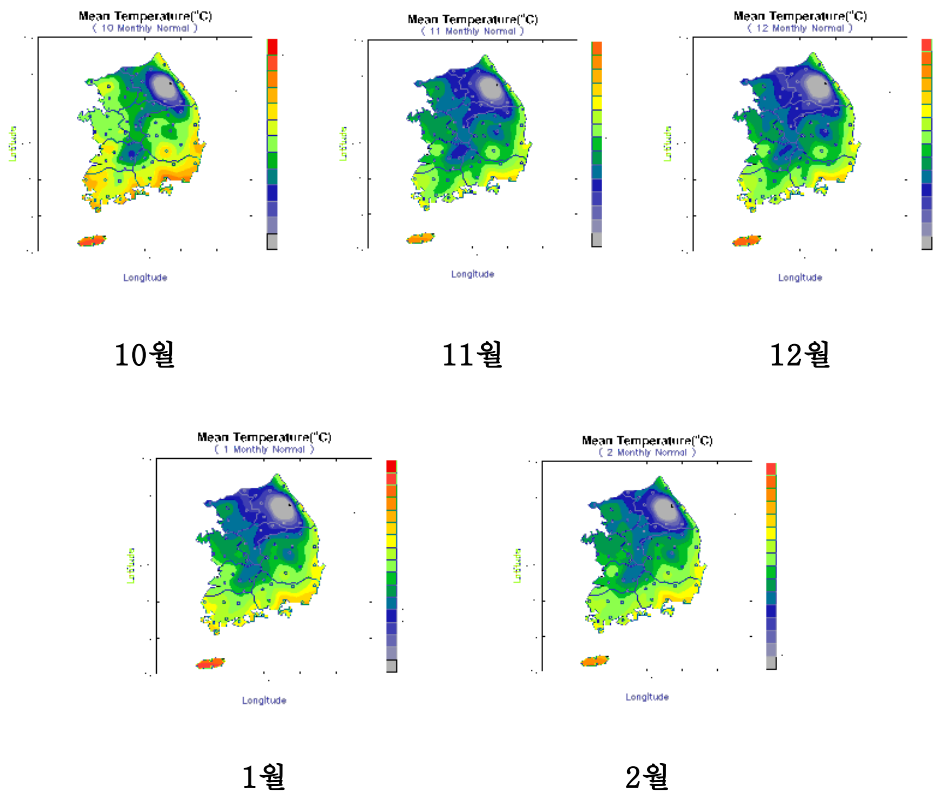 Mean Temperature(°C)
( 10 Monthly Normal )
Latitude
Longitude
10월
Mean Temperature(°C)
( 11 Monthly Normal )
Latitude
Longitude
11월
Mean Temperature(°C)
( 12 Monthly Normal )
Latitude
Longitude
12월
Mean Temperature(°C)
( 1 Monthly Normal )
Latitude
Longitude
1월
Mean Temperature(°C)
( 2 Monthly Normal )
Latitude
Longitude
2월